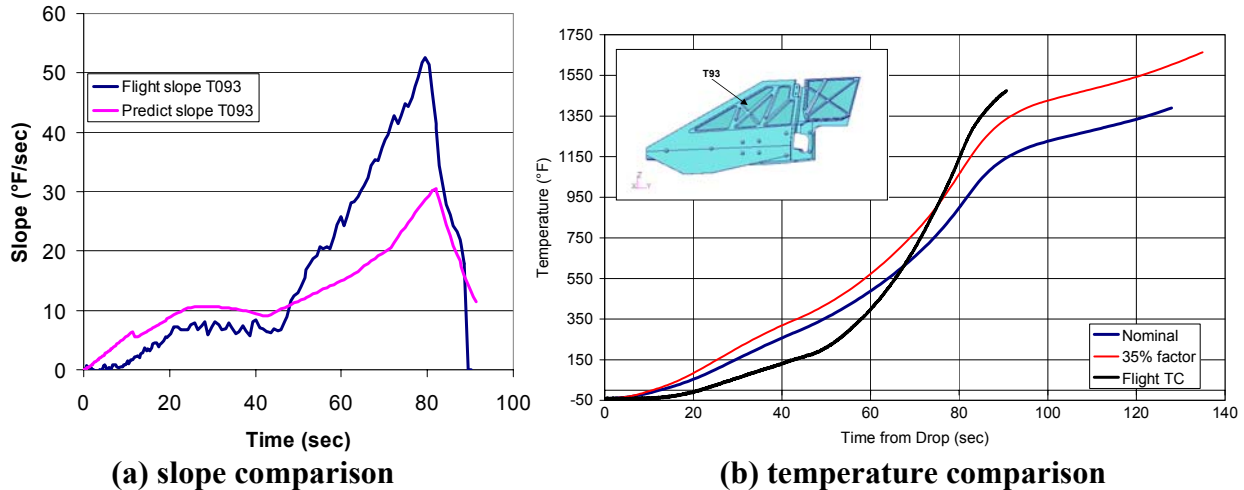 60
50
40
30
20
10
0
Slope (°F/sec)
Flight slope T093
Predict slope T093
0 20 40 60 80 100
Time (sec)
(a) slope comparison
1750
1550
1350
1150
950
750
550
350
150
-50
Temperature (°F)
T93
Z
X Y
Nominal
35% factor
Flight TC
0 20 40 60 80 100 120 140
Time from Drop (sec)
(b) temperature comparison